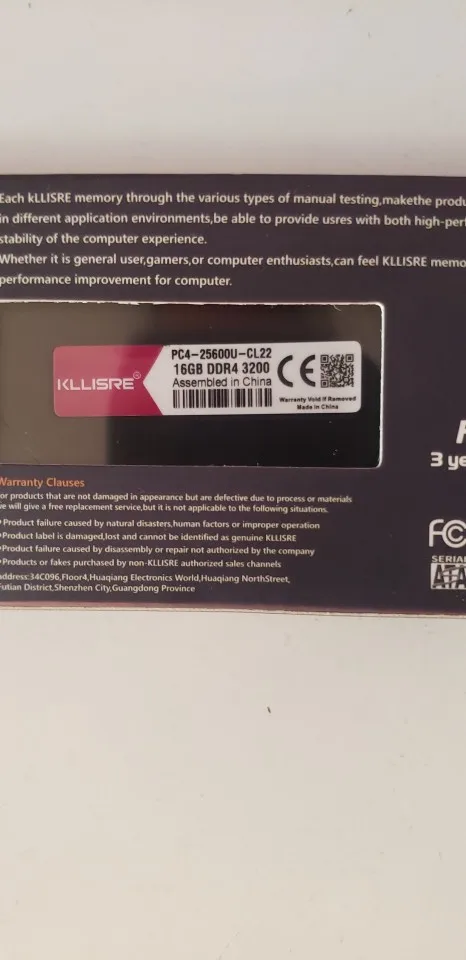 Each kLLISRE memory through the various types of manual testing,makethe produ
in different application environments,be able to provide usres with both high-perf
stability of the computer experience.
Whether it is general user,gamers,or computer enthusiasts,can feel KLLISRE memo
performance improvement for computer.
KLLISRE®
PC4-25600U-CL22
16GB DDR4 3200
Assembled in China
CE
Warranty Void if Removed
Made in China
3 ye
Warranty Clauses
or products that are not damaged in appearance but are defective due to process or materials
we will give a free replacement service,but it is not applicable to the following situations.
•Product failure caused by natural disasters,human factors or improper operation
•Product label is damaged,lost and cannot be identified as genuine KLLISRE
•Product failure caused by disassembly or repair not authorized by the company
•Products or fakes purchased by non-KLLISRE authorized sales channels
address:34C096,Floor4,Huaqiang Electronics World,Huaqiang NorthStreet,
Futian District,Shenzhen City,Guangdong Province
FC
SERIAL
ATA